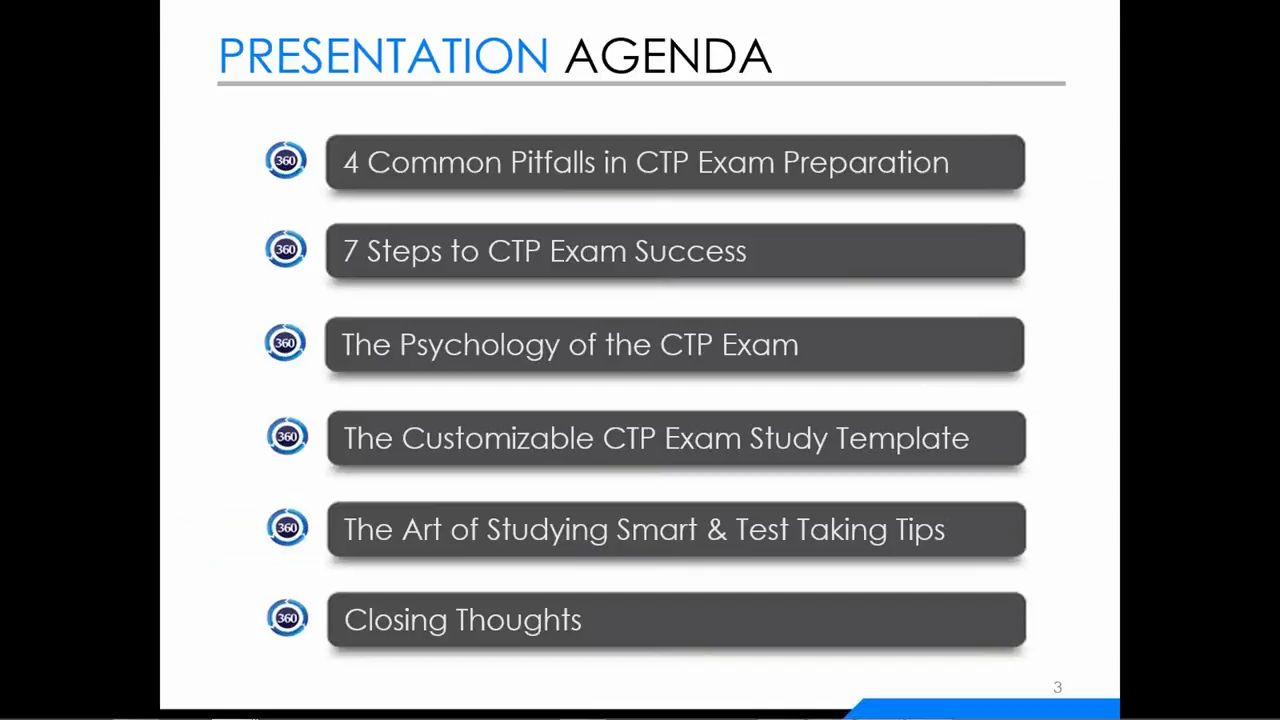 PRESENTATION AGENDA
360 4 Common Pitfalls in CTP Exam Preparation
360 7 Steps to CTP Exam Success
360 The Psychology of the CTP Exam
360 The Customizable CTP Exam Study Template
360 The Art of Studying Smart & Test Taking Tips
360 Closing Thoughts
3